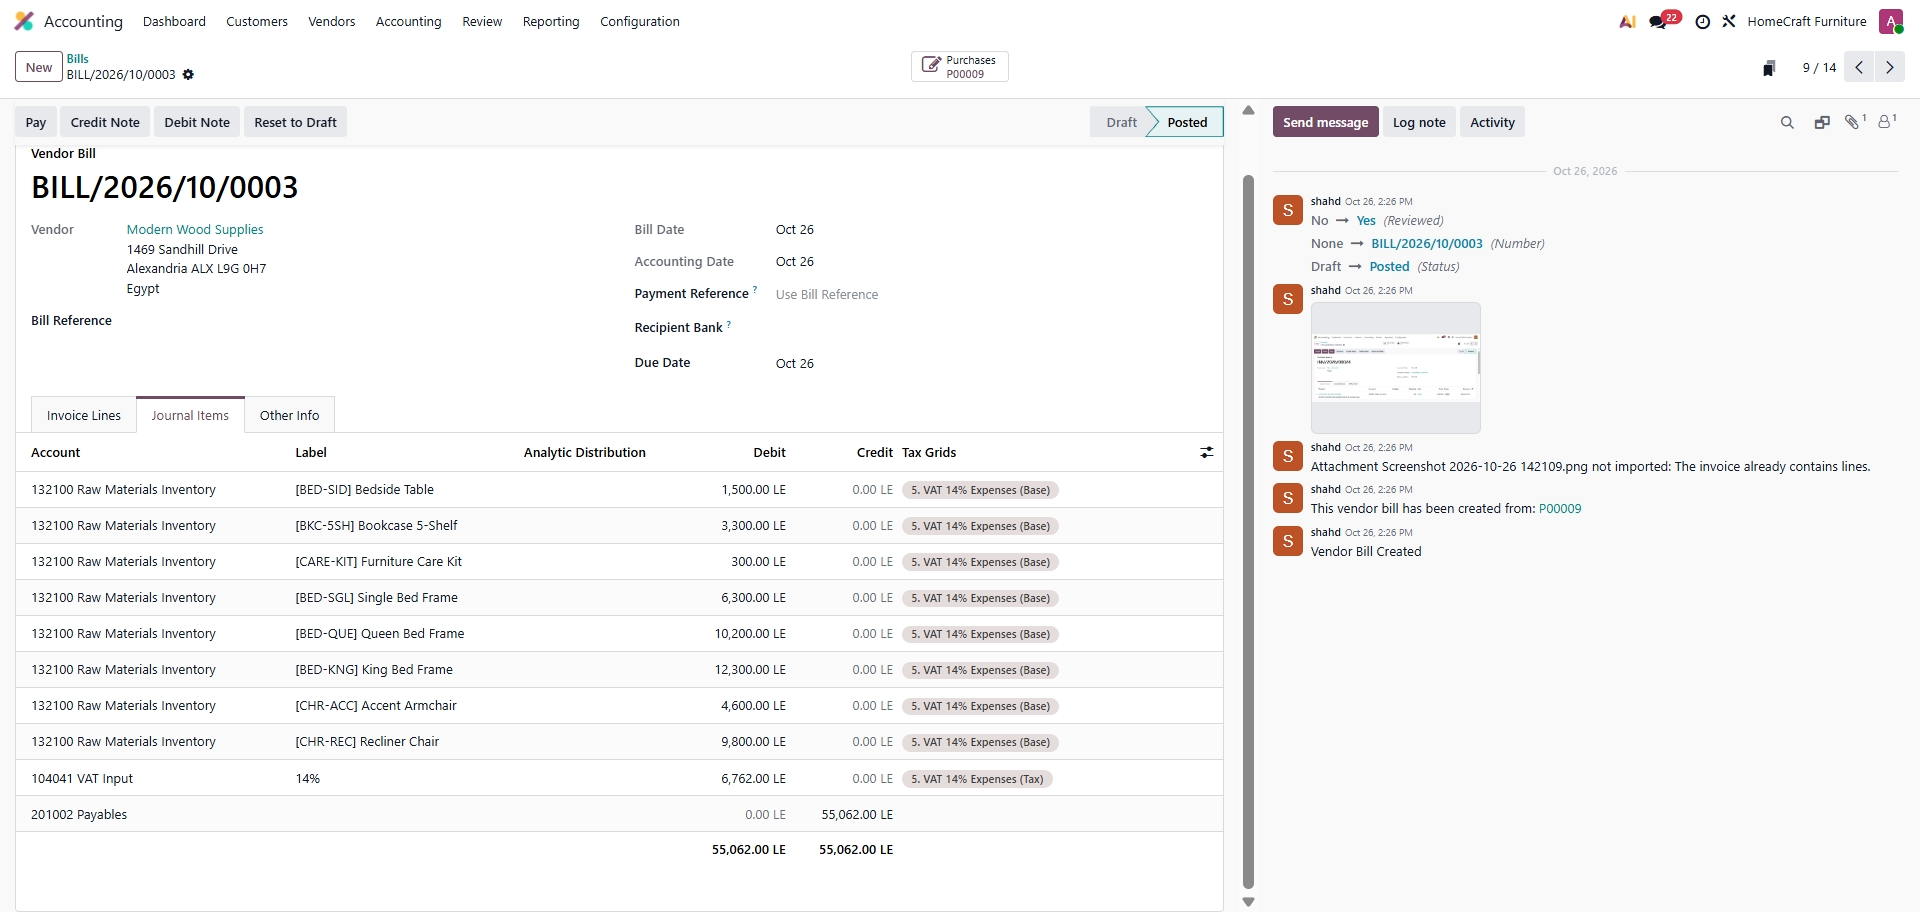 Accounting Dashboard Customers Vendors Accounting Review Reporting Configuration
AI 22 HomeCraft Furniture A
New Bills
BILL/2026/10/0003
Purchases
P00009
9 / 14
Pay Credit Note Debit Note Reset to Draft Draft Posted
Vendor Bill
BILL/2026/10/0003
Vendor Modern Wood Supplies
1469 Sandhill Drive
Alexandria ALX L9G 0H7
Egypt
Bill Reference
Bill Date Oct 26
Accounting Date Oct 26
Payment Reference ? Use Bill Reference
Recipient Bank ?
Due Date Oct 26
Invoice Lines Journal Items Other Info
Account Label Analytic Distribution Debit Credit Tax Grids
132100 Raw Materials Inventory [BED-SID] Bedside Table 1,500.00 LE 0.00 LE 5. VAT 14% Expenses (Base)
132100 Raw Materials Inventory [BKC-5SH] Bookcase 5-Shelf 3,300.00 LE 0.00 LE 5. VAT 14% Expenses (Base)
132100 Raw Materials Inventory [CARE-KIT] Furniture Care Kit 300.00 LE 0.00 LE 5. VAT 14% Expenses (Base)
132100 Raw Materials Inventory [BED-SGL] Single Bed Frame 6,300.00 LE 0.00 LE 5. VAT 14% Expenses (Base)
132100 Raw Materials Inventory [BED-QUE] Queen Bed Frame 10,200.00 LE 0.00 LE 5. VAT 14% Expenses (Base)
132100 Raw Materials Inventory [BED-KNG] King Bed Frame 12,300.00 LE 0.00 LE 5. VAT 14% Expenses (Base)
132100 Raw Materials Inventory [CHR-ACC] Accent Armchair 4,600.00 LE 0.00 LE 5. VAT 14% Expenses (Base)
132100 Raw Materials Inventory [CHR-REC] Recliner Chair 9,800.00 LE 0.00 LE 5. VAT 14% Expenses (Base)
104041 VAT Input 14% 6,762.00 LE 0.00 LE 5. VAT 14% Expenses (Tax)
201002 Payables 0.00 LE 55,062.00 LE
55,062.00 LE 55,062.00 LE
Send message Log note Activity 1 1
Oct 26, 2026
S shahd Oct 26, 2:26 PM
No → Yes (Reviewed)
None → BILL/2026/10/0003 (Number)
Draft → Posted (Status)
S shahd Oct 26, 2:26 PM
S shahd Oct 26, 2:26 PM
Attachment Screenshot 2026-10-26 142109.png not imported: The invoice already contains lines.
S shahd Oct 26, 2:26 PM
This vendor bill has been created from: P00009
S shahd Oct 26, 2:26 PM
Vendor Bill Created